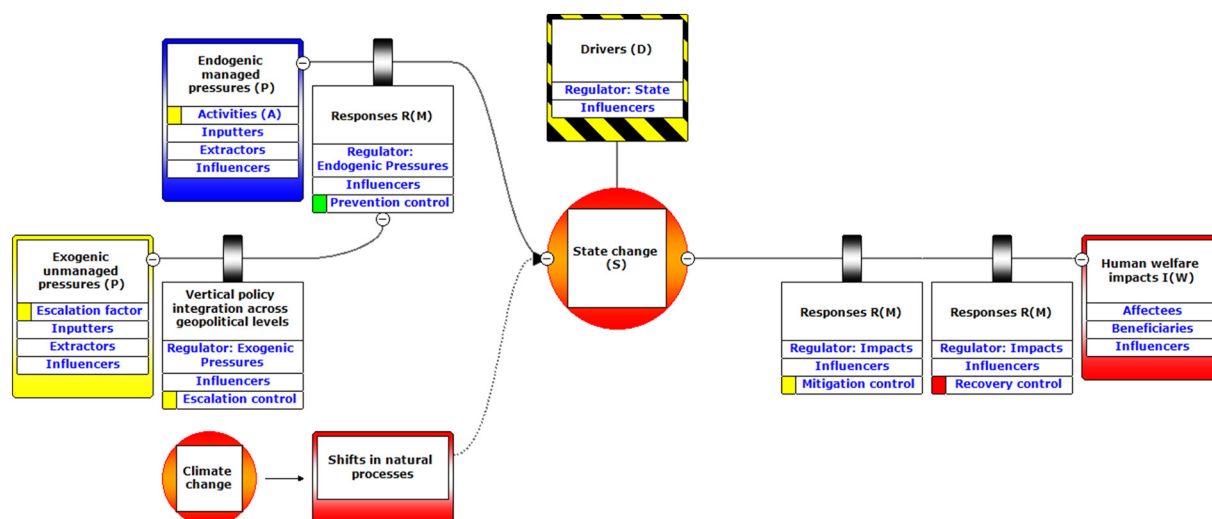 Endogenic
managed
pressures (P)
Activities (A)
Inputters
Extractors
Influencers
Responses R(M)
Regulator:
Endogenic Pressures
Influencers
Prevention control
Drivers (D)
Regulator: State
Influencers
Exogenic
unmanaged
pressures (P)
Escalation factor
Inputters
Extractors
Influencers
Vertical policy
integration across
geopolitical levels
Regulator: Exogenic
Pressures
Influencers
Escalation control
State change
(S)
Responses R(M)
Regulator: Impacts
Influencers
Mitigation control
Responses R(M)
Regulator: Impacts
Influencers
Recovery control
Human welfare
impacts I(W)
Affectees
Beneficiaries
Influencers
Climate
change
Shifts in natural
processes